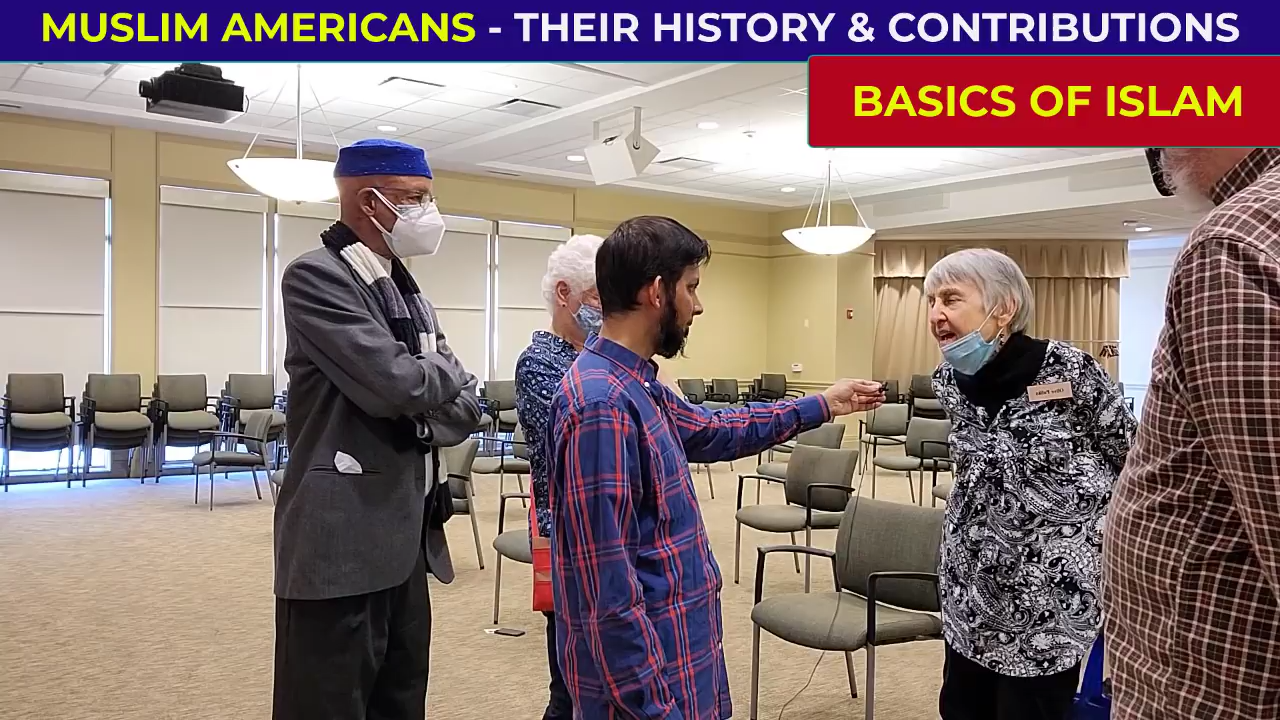 MUSLIM AMERICANS - THEIR HISTORY & CONTRIBUTIONS
BASICS OF ISLAM